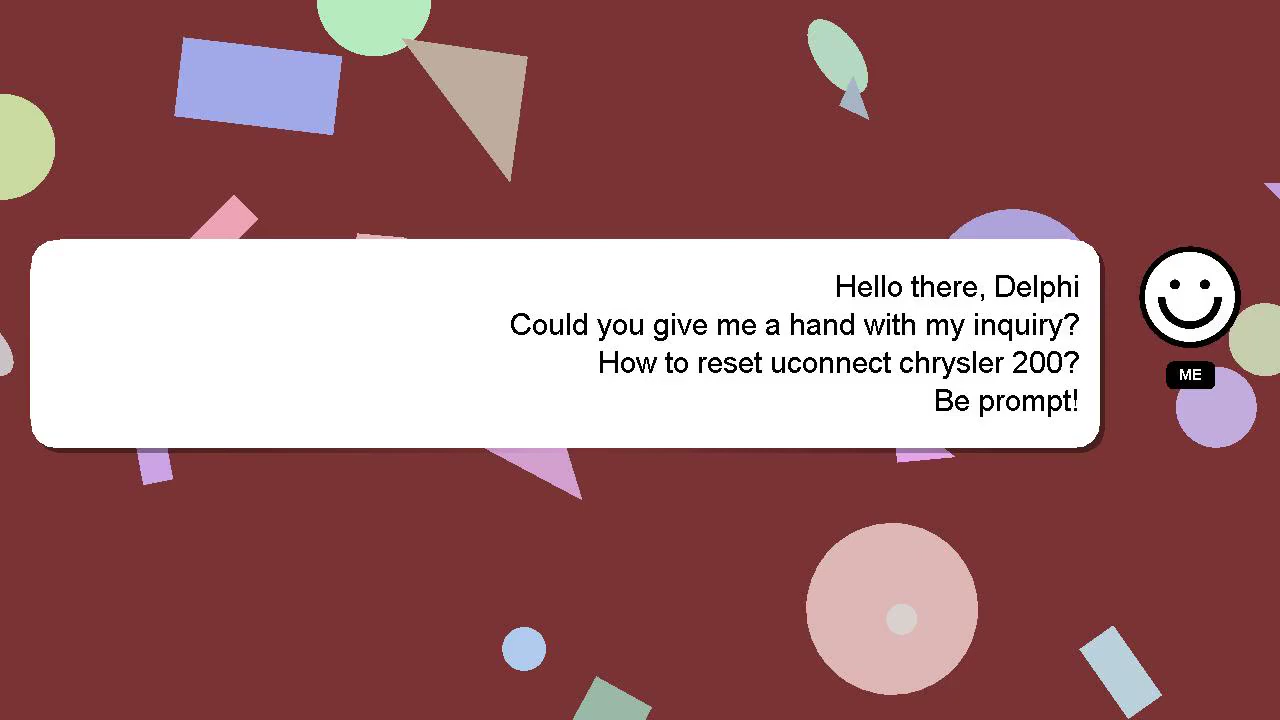 Hello there, Delphi
Could you give me a hand with my inquiry?
How to reset uconnect chrysler 200?
Be prompt!
ME